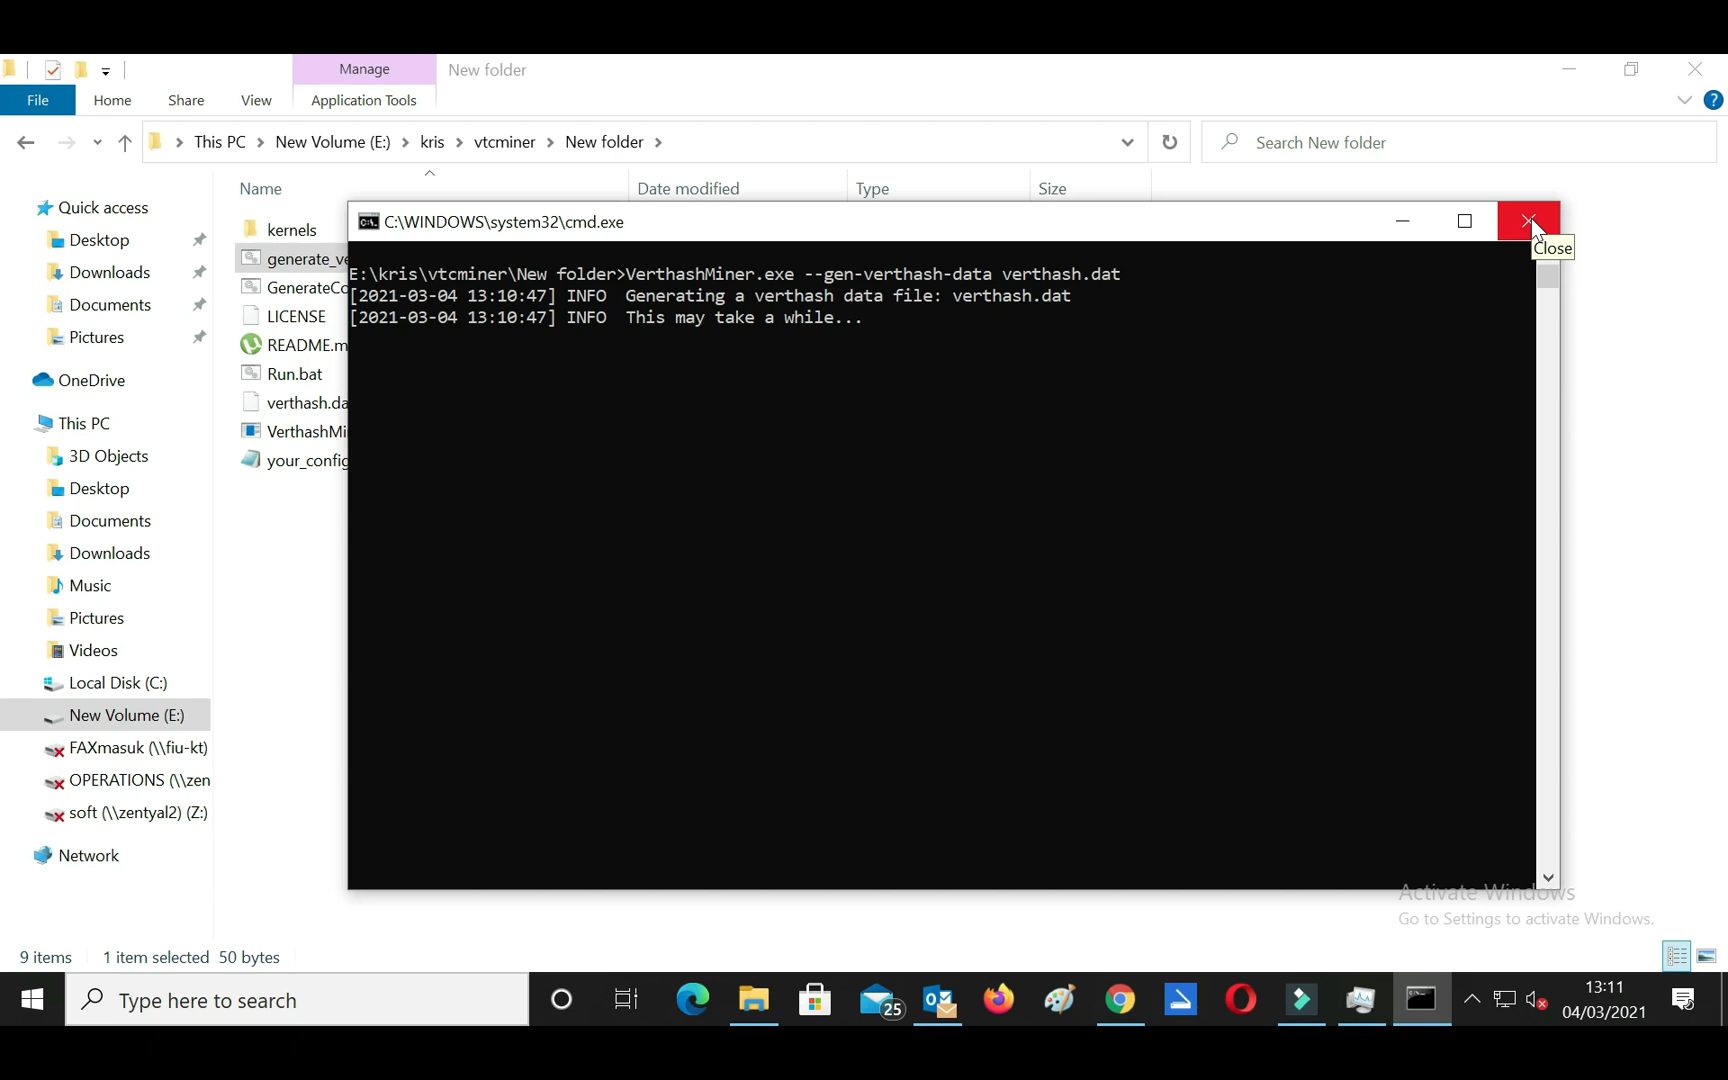 Manage
New folder
File
Home
Share
View
Application Tools
This PC
New Volume (E:)
kris
vtcminer
New folder
Search New folder
Name
Date modified
Type
Size
Quick access
Desktop
Downloads
Documents
Pictures
OneDrive
This PC
3D Objects
Desktop
Documents
Downloads
Music
Pictures
Videos
Local Disk (C:)
New Volume (E:)
FAXmasuk (\\fiu-kt)
OPERATIONS (\\zen
soft (\\zentyal2) (Z:)
Network
kernels
generate_ve
GenerateCo
LICENSE
README.m
Run.bat
verthash.da
VerthashMi
your_config
C:\WINDOWS\system32\cmd.exe
Close
E:\kris\vtcminer\New folder>VerthashMiner.exe --gen-verthash-data verthash.dat
[2021-03-04 13:10:47] INFO  Generating a verthash data file: verthash.dat
[2021-03-04 13:10:47] INFO  This may take a while...
Activate Windows
Go to Settings to activate Windows.
9 items
1 item selected 50 bytes
Type here to search
25
13:11
04/03/2021